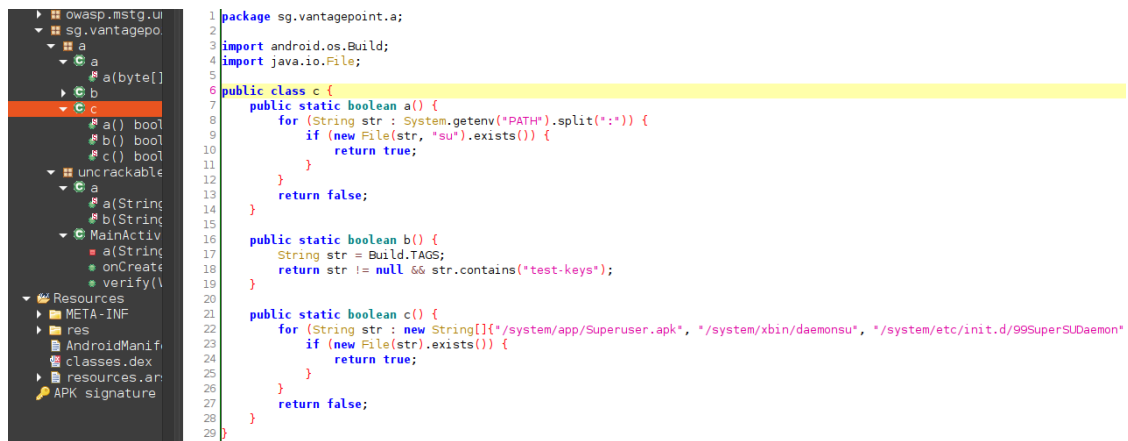 owasp.mstg.un
sg.vantagepo
a
a
a(byte[]
b
c
a() bool
b() bool
c() bool
uncrackable
a
a(String
b(String
MainActiv
a(String
onCreate
verify(V
Resources
META-INF
res
AndroidManif
classes.dex
resources.ar
APK signature
1 package sg.vantagepoint.a;
2
3 import android.os.Build;
4 import java.io.File;
5
6 public class c {
7 public static boolean a() {
8 for (String str : System.getenv("PATH").split(":")) {
9 if (new File(str, "su").exists()) {
10 return true;
11 }
12 }
13 return false;
14 }
15
16 public static boolean b() {
17 String str = Build.TAGS;
18 return str != null && str.contains("test-keys");
19 }
20
21 public static boolean c() {
22 for (String str : new String[]{"/system/app/Superuser.apk", "/system/xbin/daemonsu", "/system/etc/init.d/99SuperSUDaemon"
23 if (new File(str).exists()) {
24 return true;
25 }
26 }
27 return false;
28 }
29 }